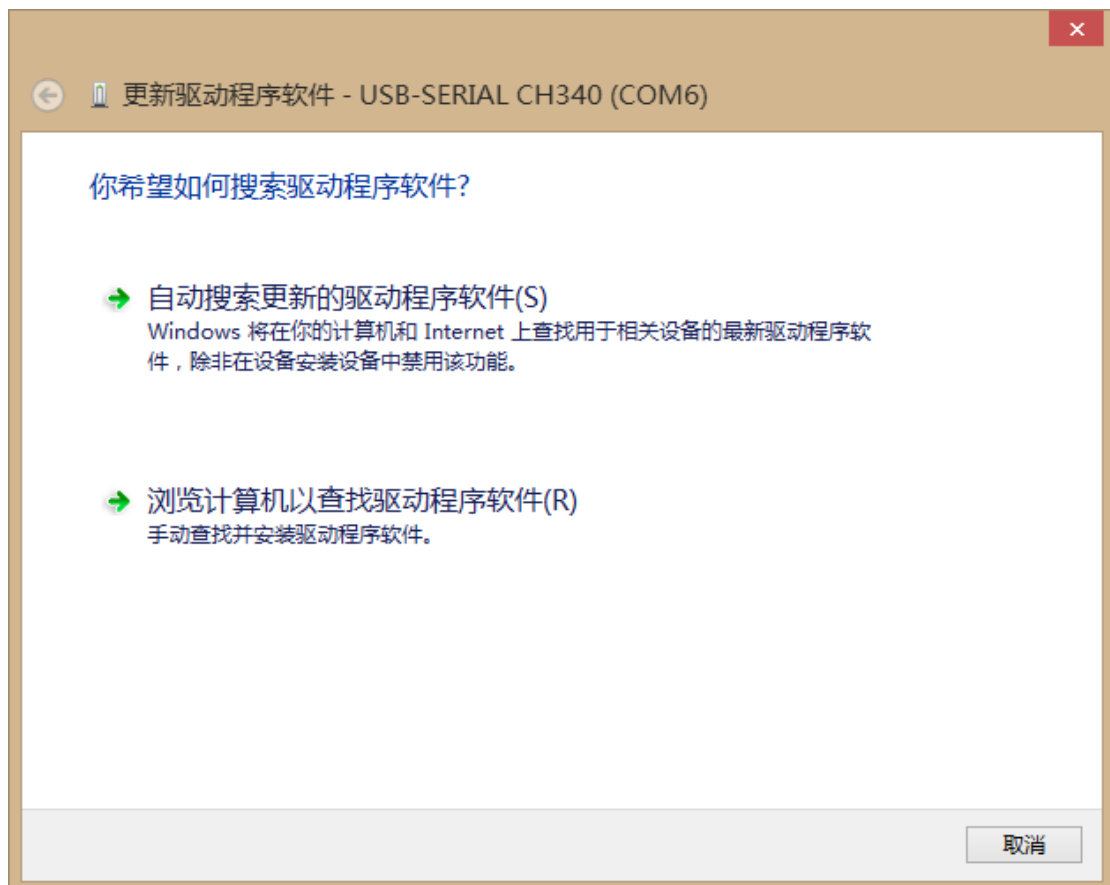 更新驱动程序软件 - USB-SERIAL CH340 (COM6)
你希望如何搜索驱动程序软件?
自动搜索更新的驱动程序软件(S)
Windows 将在你的计算机和 Internet 上查找用于相关设备的最新驱动程序软
件，除非在设备安装设备中禁用该功能。
浏览计算机以查找驱动程序软件(R)
手动查找并安装驱动程序软件。
取消